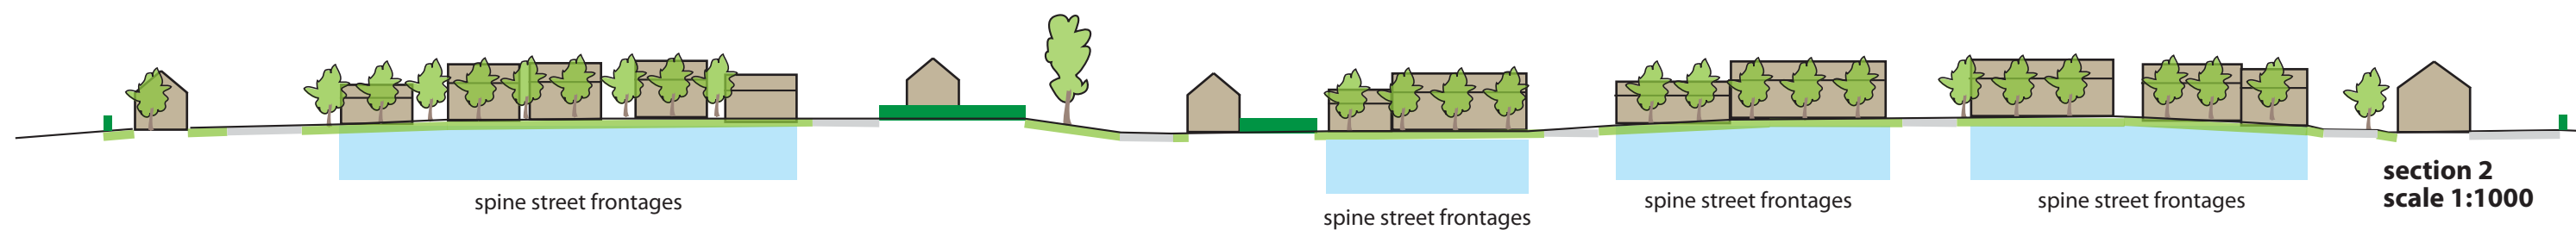 spine street frontages
spine street frontages
spine street frontages
spine street frontages
section 2
scale 1:1000